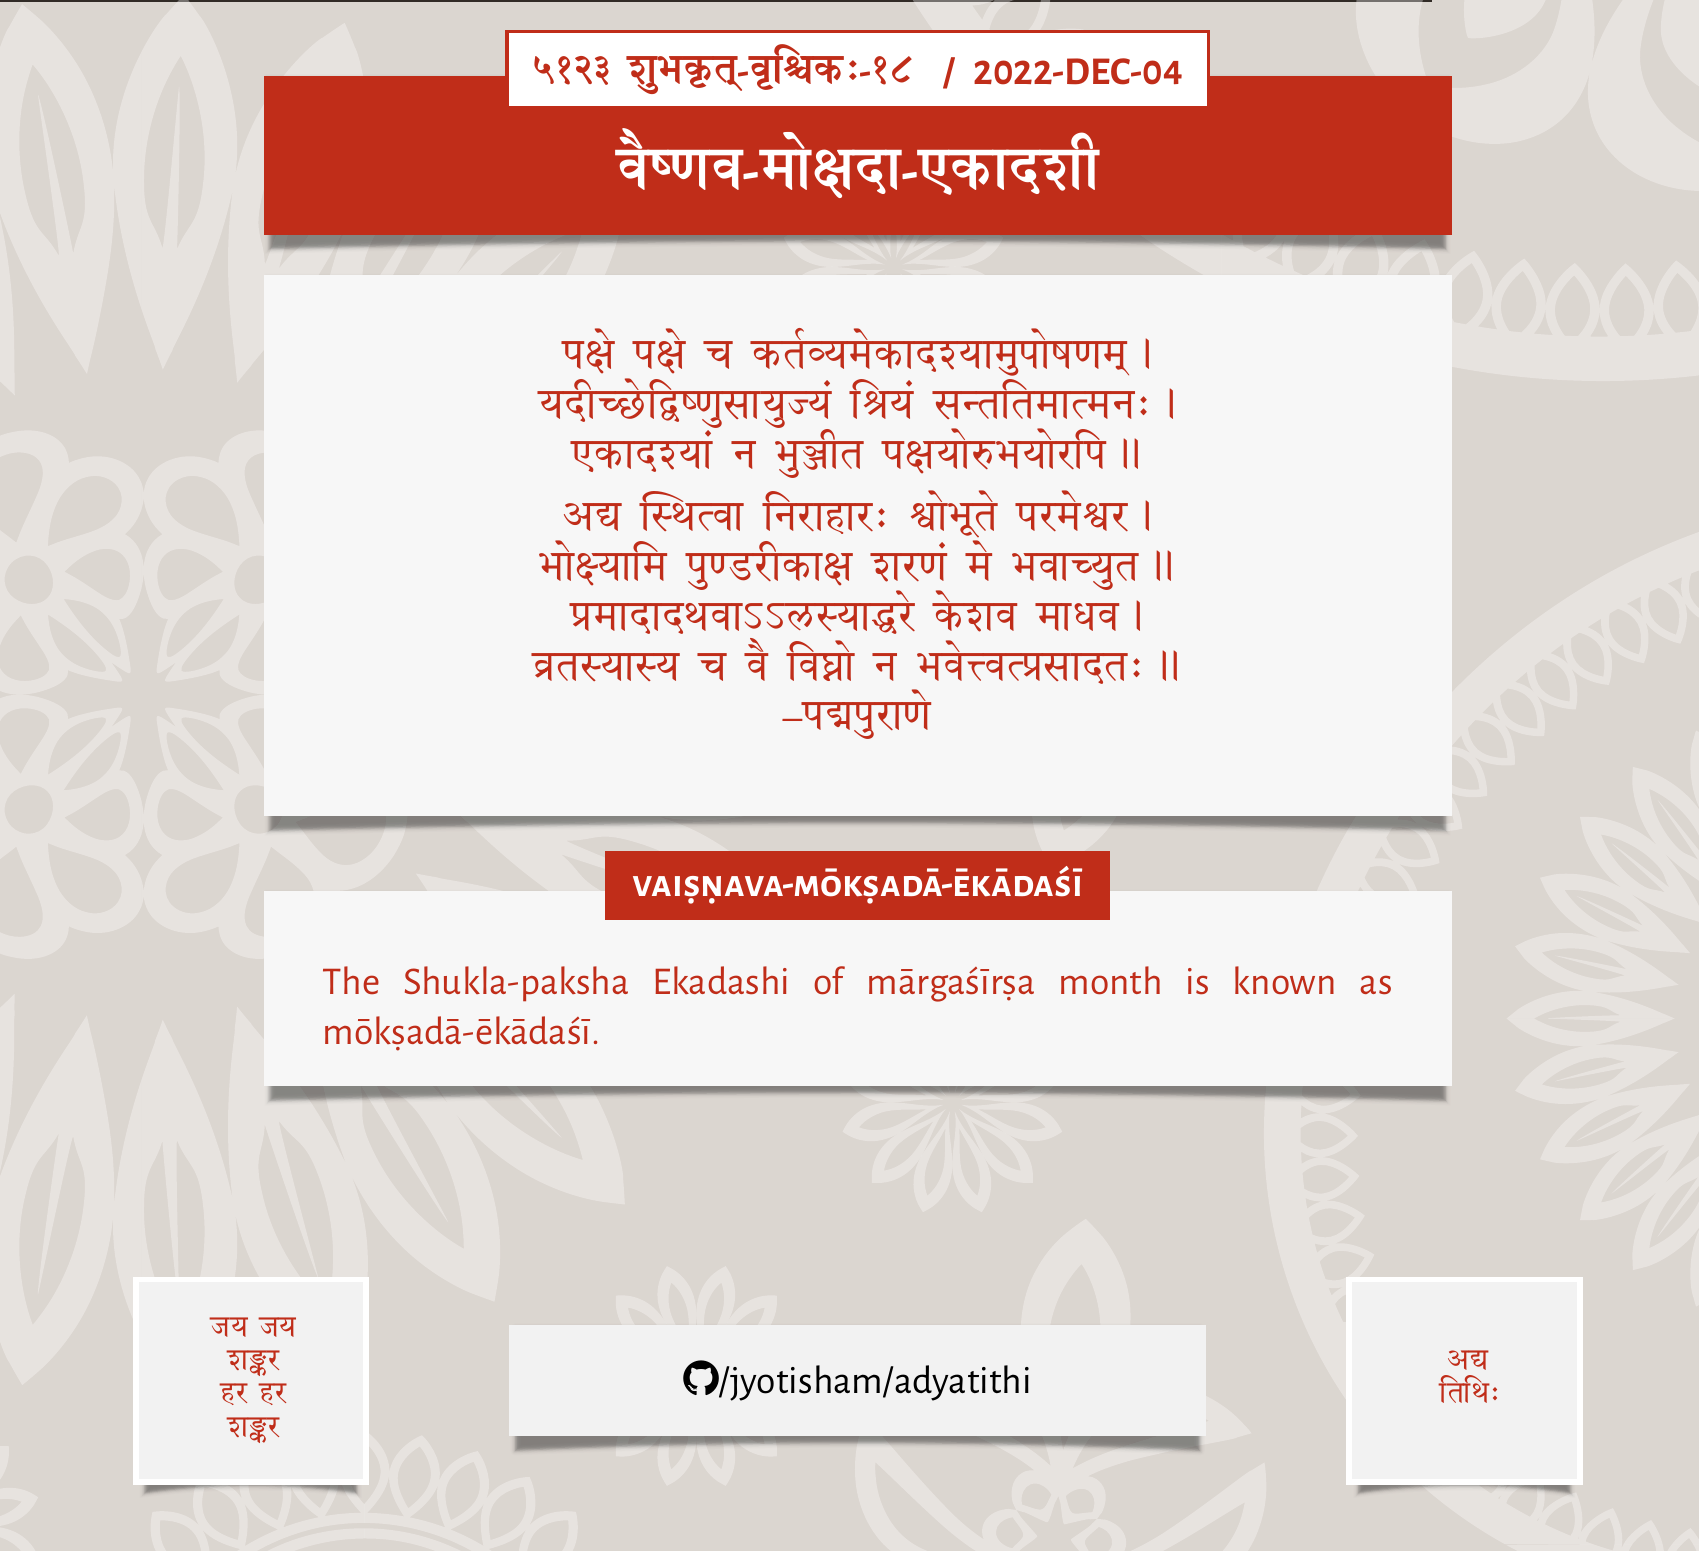 ५१२३ शुभकृत्-वृश्चिकः-१८ / 2022-DEC-04
वैष्णव-मोक्षदा-एकादशी
पक्षे पक्षे च कर्तव्यमेकादश्यामुपोषणम् ।
यदीच्छेद्विष्णुसायुज्यं श्रियं सन्ततिमात्मनः ।
एकादश्यां न भुञ्जीत पक्षयोरुभयोरपि ॥
अद्य स्थित्वा निराहारः श्वोभूते परमेश्वर ।
भोक्ष्यामि पुण्डरीकाक्ष शरणं मे भवाच्युत ॥
प्रमादादथवाऽऽलस्याद्धरे केशव माधव ।
व्रतस्यास्य च वै विघ्नो न भवेत्त्वत्प्रसादतः ॥
–पद्मपुराणे
VAIṢṆAVA-MŌKṢADĀ-ĒKĀDAŚĪ
The Shukla-paksha Ekadashi of mārgaśīrṣa month is known as
mōkṣadā-ēkādaśī.
जय जय
शङ्कर
हर हर
शङ्कर
/jyotisham/adyatithi
अद्य
तिथिः